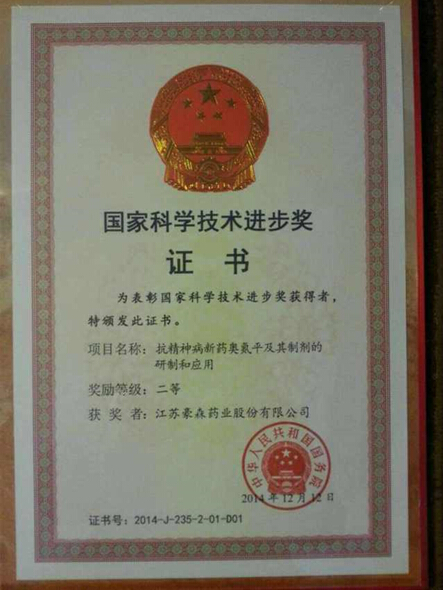 国家科学技术进步奖
证书
为表彰国家科学技术进步奖获得者，
特颁发此证书。
项目名称：抗精神病新药奥氮平及其制剂的
研制和应用
奖励等级：二等
获奖者：江苏豪森药业股份有限公司
中华人民共和国国务院
2014年12月12日
证书号：2014-J-235-2-01-D01